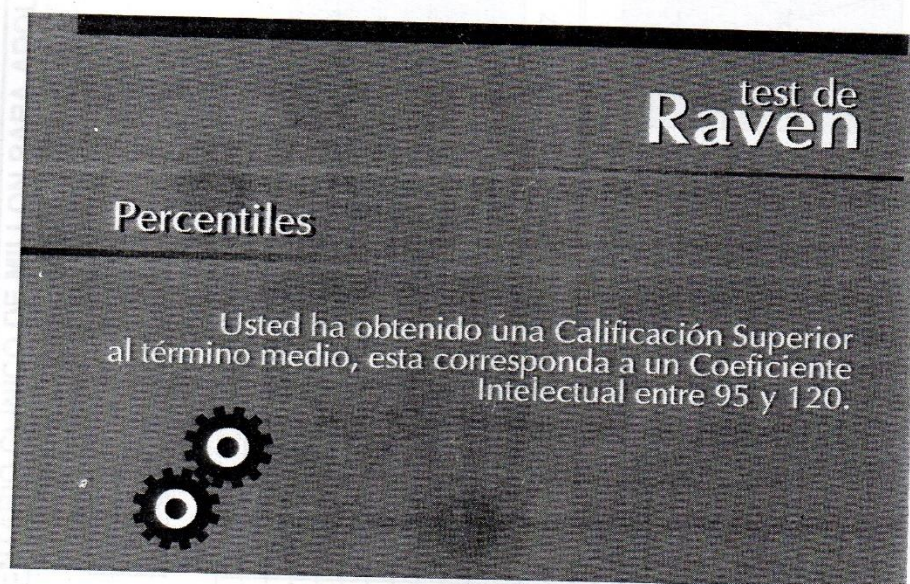 test de
Raven
Percentiles
Usted ha obtenido una Calificación Superior
al término medio, esta corresponda a un Coeficiente
Intelectual entre 95 y 120.